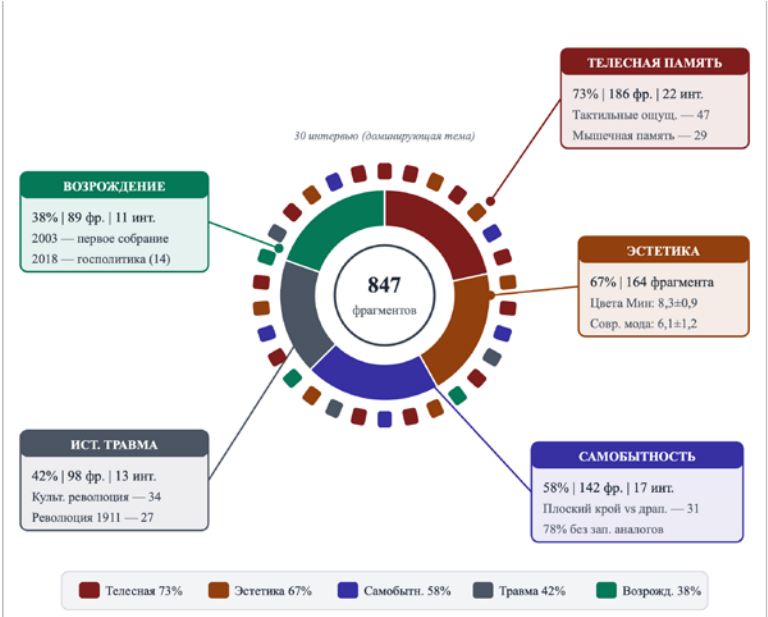 ТЕЛЕСНАЯ ПАМЯТЬ
73% | 186 фр. | 22 инт.
Тактильные ощущ. — 47
Мышечная память — 29
30 интервью (доминирующая тема)
ВОЗРОЖДЕНИЕ
38% | 89 фр. | 11 инт.
2003 — первое собрание
2018 — госполитика (14)
847
фрагментов
ЭСТЕТИКА
67% | 164 фрагмента
Цвета Мин: 8,3±0,9
Совр. мода: 6,1±1,2
ИСТ. ТРАВМА
42% | 98 фр. | 13 инт.
Культ. революция — 34
Революция 1911 — 27
САМОБЫТНОСТЬ
58% | 142 фр. | 17 инт.
Плоский крой vs драп. — 31
78% без зап. аналогов
Телесная 73%
Эстетика 67%
Самобытн. 58%
Травма 42%
Возрожд. 38%